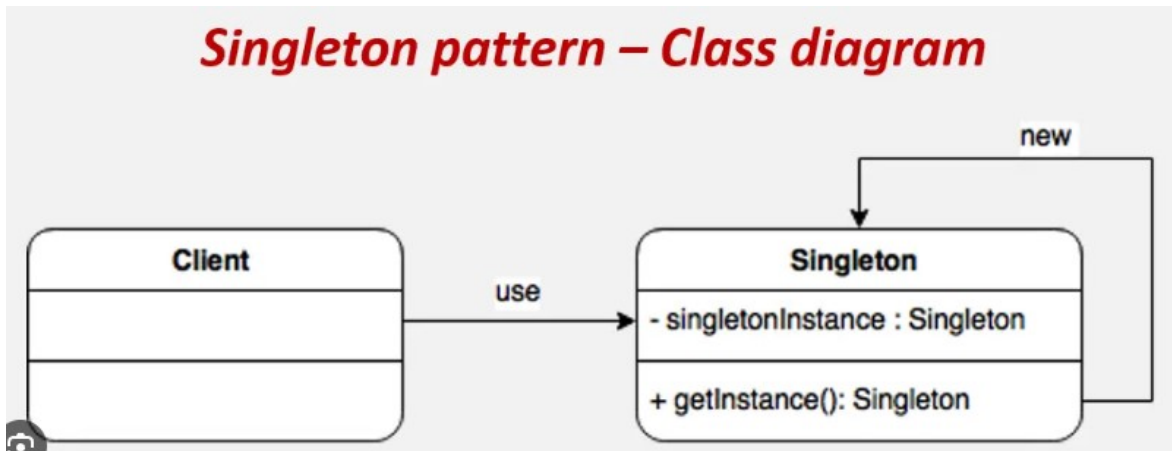 Singleton pattern – Class diagram
new
Client
Singleton
use
- singletonInstance : Singleton
+ getInstance(): Singleton